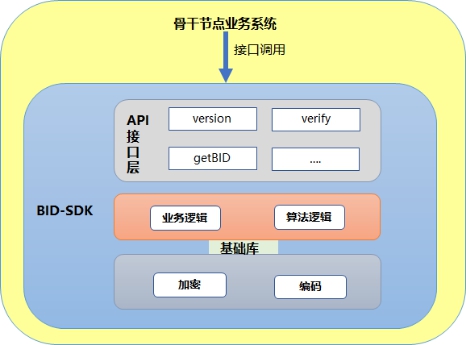 骨干节点业务系统
接口调用
API
接
口
层
version
verify
getBID
....
BID-SDK
业务逻辑
算法逻辑
基础库
加密
编码